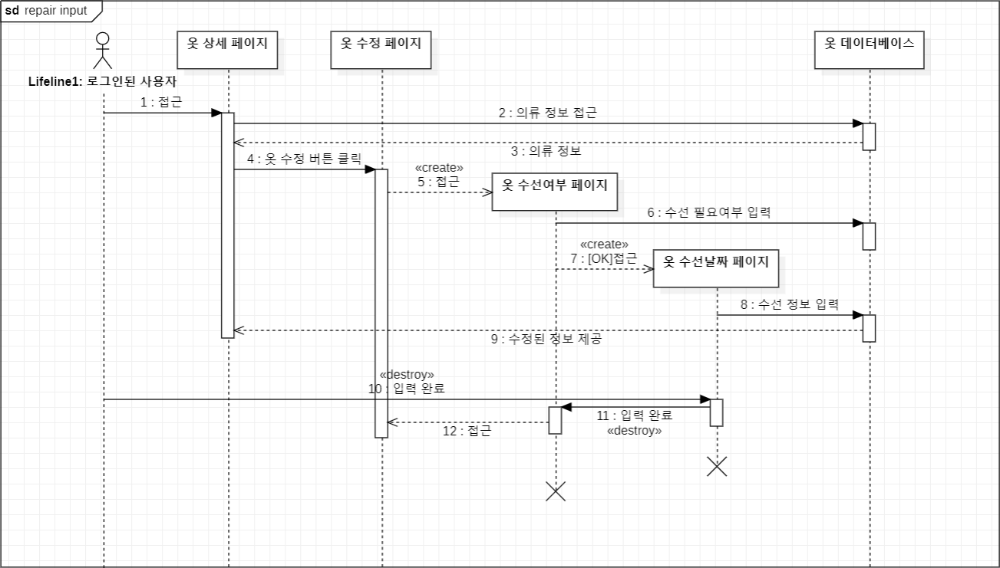 sd repair input
옷 상세 페이지
옷 수정 페이지
옷 데이터베이스
Lifeline1: 로그인된 사용자
1 : 접근
2 : 의류 정보 접근
3 : 의류 정보
4 : 옷 수정 버튼 클릭
«create»
5 : 접근
옷 수선여부 페이지
6 : 수선 필요여부 입력
«create»
7 : [OK]접근
옷 수선날짜 페이지
8 : 수선 정보 입력
9 : 수정된 정보 제공
«destroy»
10 : 입력 완료
11 : 입력 완료
«destroy»
12 : 접근